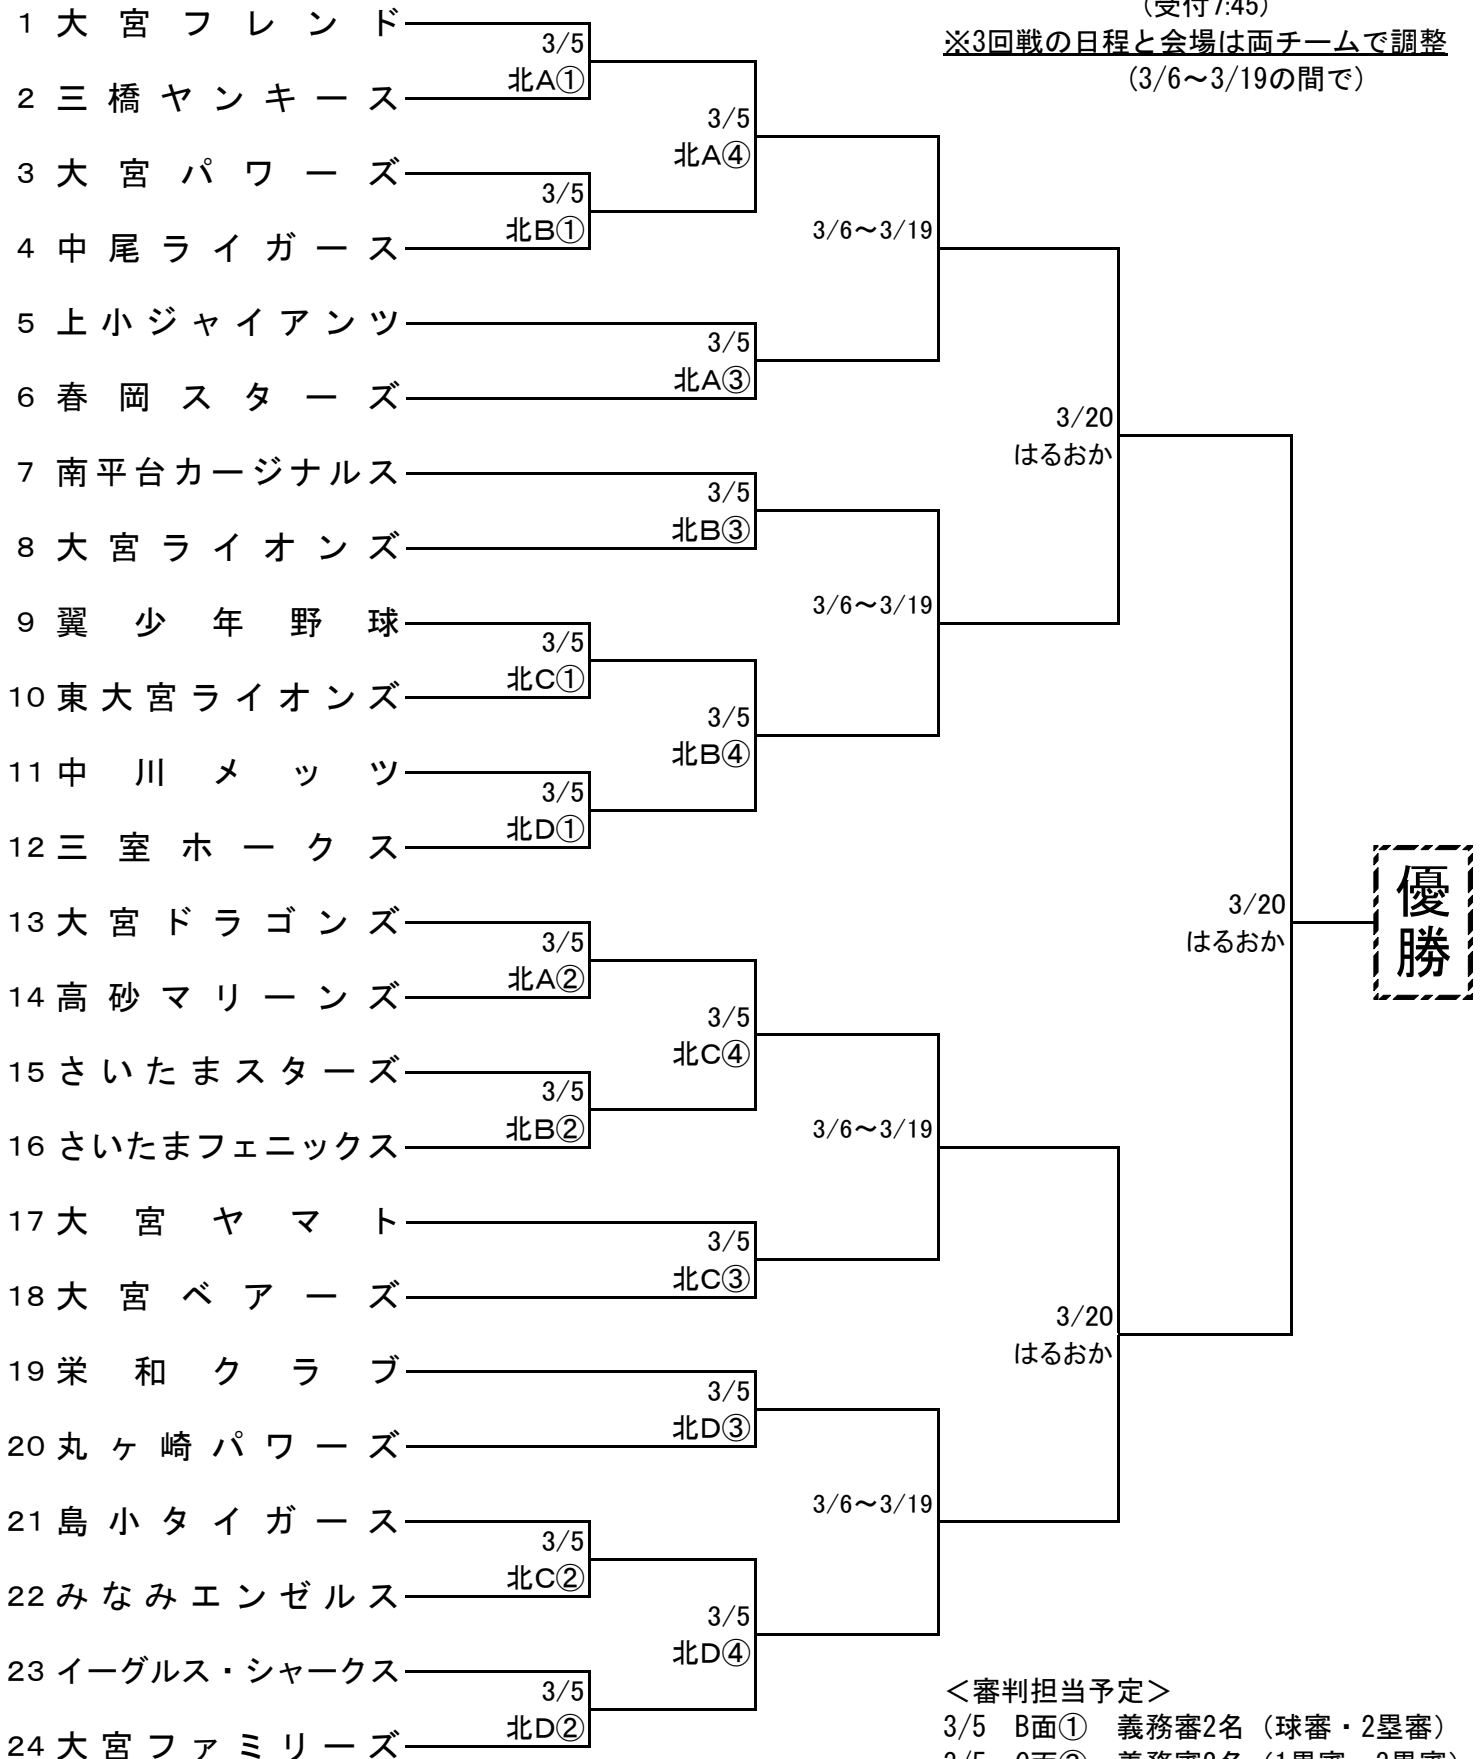 (受付7:45)
※3回戦の日程と会場は両チームで調整
(3/6～3/19の間で)
1 大宮フレンド
3/5
北A①
2 三橋ヤンキース
3/5
北A④
3 大宮パワーズ
3/5
北B①
4 中尾ライガース
3/6～3/19
5 上小ジャイアンツ
3/5
北A③
6 春岡スターズ
3/20
はるおか
7 南平台カージナルス
3/5
北B③
8 大宮ライオンズ
3/6～3/19
9 翼少年野球
3/5
北C①
10 東大宮ライオンズ
3/5
北B④
11 中川メッツ
3/5
北D①
12 三室ホークス
3/20
はるおか
優勝
13 大宮ドラゴンズ
3/5
北A②
14 高砂マリーンズ
3/5
北C④
15 さいたまスターズ
3/5
北B②
16 さいたまフェニックス
3/6～3/19
17 大宮ヤマト
3/5
北C③
18 大宮ベアーズ
3/20
はるおか
19 栄和クラブ
3/5
北D③
20 丸ヶ崎パワーズ
3/6～3/19
21 島小タイガース
3/5
北C②
22 みなみエンゼルス
3/5
北D④
23 イーグルス・シャークス
3/5
北D②
24 大宮ファミリーズ
＜審判担当予定＞
3/5 B面① 義務審2名（球審・2塁審）